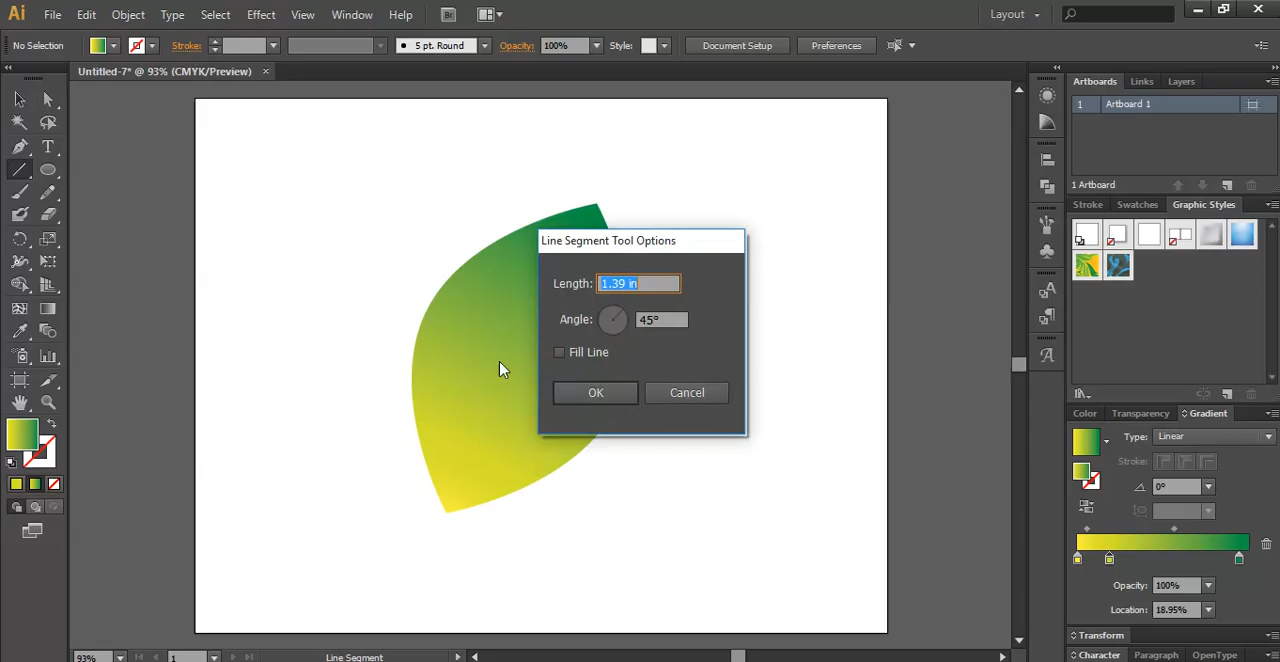 Ai File Edit Object Type Select Effect View Window Help Br Layout
No Selection Stroke: 5 pt. Round Opacity: 100% Style: Document Setup Preferences
Untitled-7* @ 93% (CMYK/Preview) ×
Artboards Links Layers
1 Artboard 1
1 Artboard
Stroke Swatches Graphic Styles
Line Segment Tool Options
Length: 1.39 in
Angle: 45°
Fill Line
OK Cancel
Color Transparency Gradient
Type: Linear
Stroke:
0°
Opacity: 100%
Location: 18.95%
Transform
Character Paragraph OpenType
93% 1 Line Segment